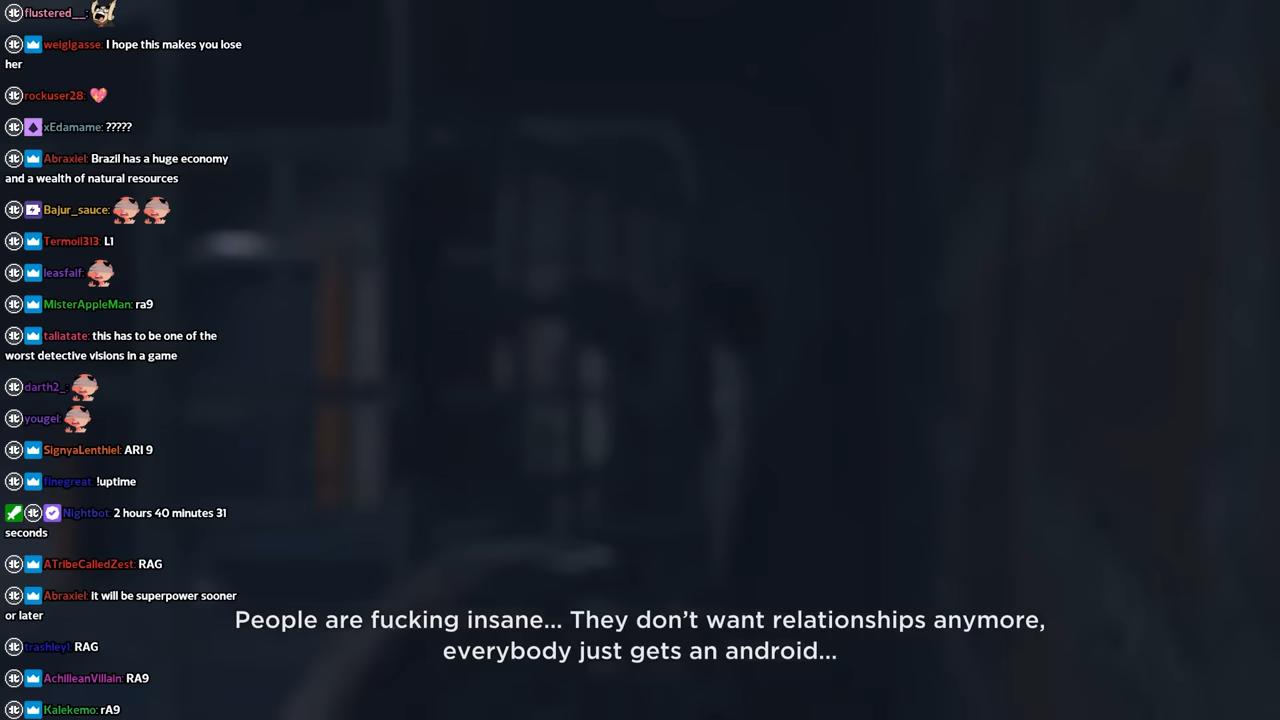 flustered__:
weiglgasse: I hope this makes you lose
her
rockuser28:
xEdamame: ?????
Abraxiel: Brazil has a huge economy
and a wealth of natural resources
Bajur_sauce:
Termoil313: L1
leasfalf:
MisterAppleMan: ra9
taliatate: this has to be one of the
worst detective visions in a game
darth2_:
yougel:
SignyaLenthiel: ARI 9
finegreat: !uptime
Nightbot: 2 hours 40 minutes 31
seconds
ATribeCalledZest: RAG
Abraxiel: it will be superpower sooner
or later
trashley1: RAG
AchilleanVillain: RA9
Kalekemo: rA9
People are fucking insane... They don’t want relationships anymore,
everybody just gets an android...